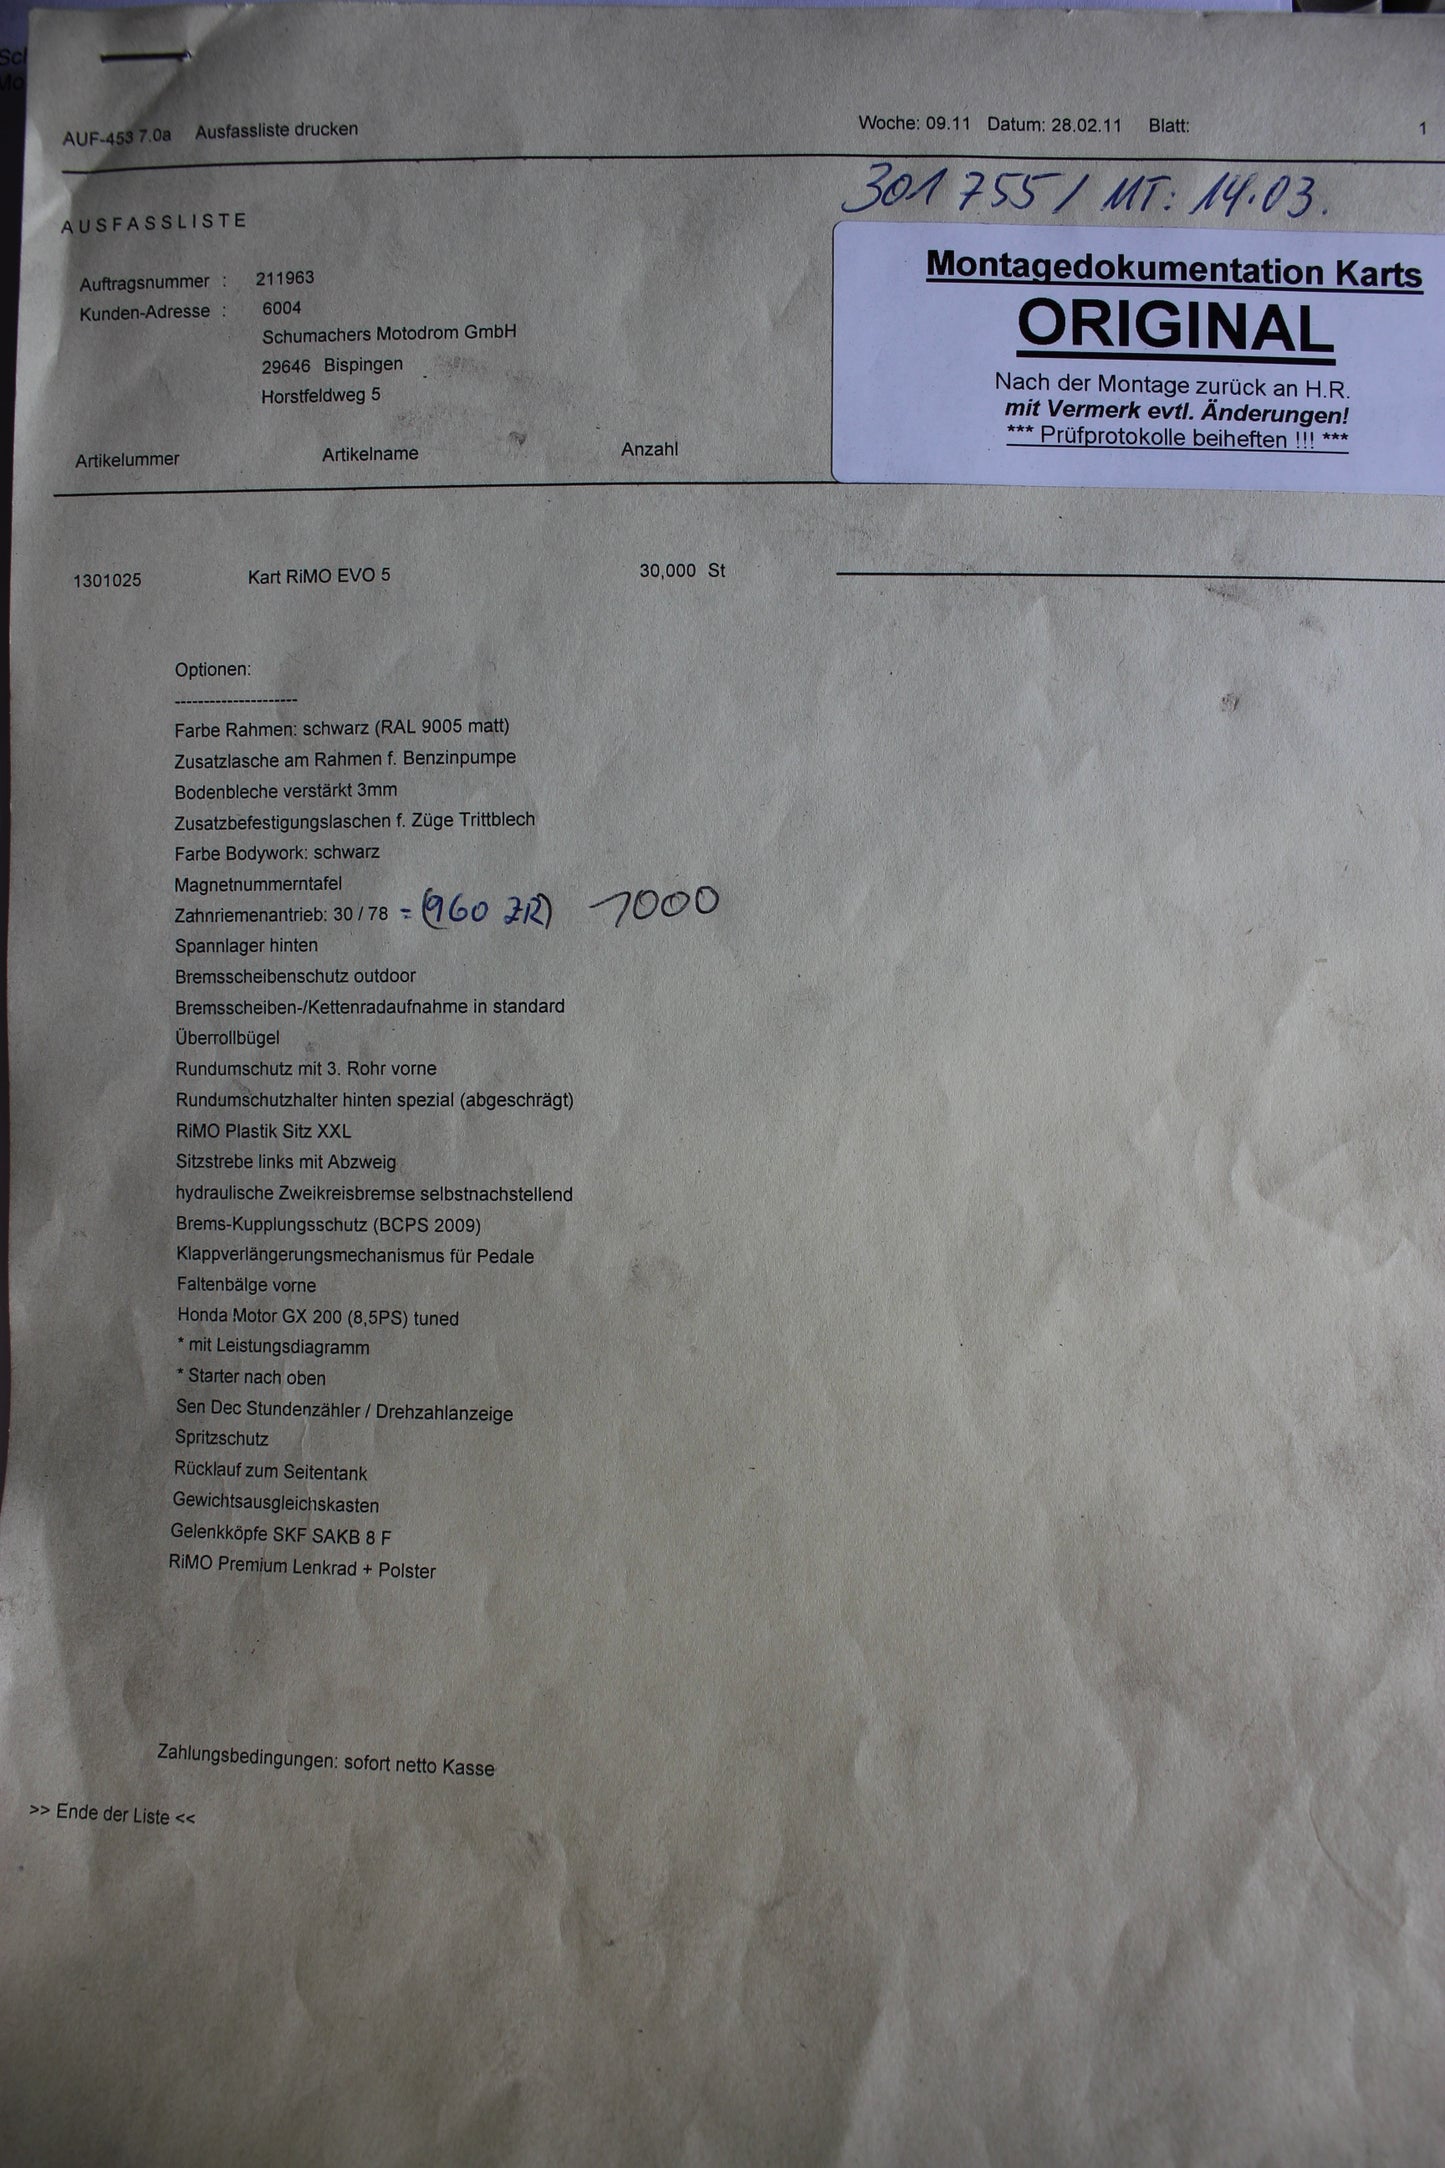 AUF-453 7.0a Ausfassliste drucken Woche: 09.11 Datum: 28.02.11 Blatt: 1
301 755 / MT: 14.03.
AUSFASSLISTE
Montagedokumentation Karts
ORIGINAL
Nach der Montage zurück an H.R.
mit Vermerk evtl. Änderungen!
*** Prüfprotokolle beiheften !!! ***
Auftragsnummer : 211963
Kunden-Adresse : 6004
Schumachers Motodrom GmbH
29646 Bispingen
Horstfeldweg 5
Artikelummer Artikelname Anzahl
1301025 Kart RiMO EVO 5 30,000 St
Optionen:
---------------------
Farbe Rahmen: schwarz (RAL 9005 matt)
Zusatzlasche am Rahmen f. Benzinpumpe
Bodenbleche verstärkt 3mm
Zusatzbefestigungslaschen f. Züge Trittblech
Farbe Bodywork: schwarz
Magnetnummerntafel
Zahnriemenantrieb: 30 / 78 = (960 ZR) 1000
Spannlager hinten
Bremsscheibenschutz outdoor
Bremsscheiben-/Kettenradaufnahme in standard
Überrollbügel
Rundumschutz mit 3. Rohr vorne
Rundumschutzhalter hinten spezial (abgeschrägt)
RiMO Plastik Sitz XXL
Sitzstrebe links mit Abzweig
hydraulische Zweikreisbremse selbstnachstellend
Brems-Kupplungsschutz (BCPS 2009)
Klappverlängerungsmechanismus für Pedale
Faltenbälge vorne
Honda Motor GX 200 (8,5PS) tuned
* mit Leistungsdiagramm
* Starter nach oben
Sen Dec Stundenzähler / Drehzahlanzeige
Spritzschutz
Rücklauf zum Seitentank
Gewichtsausgleichskasten
Gelenkköpfe SKF SAKB 8 F
RiMO Premium Lenkrad + Polster
Zahlungsbedingungen: sofort netto Kasse
>> Ende der Liste <<